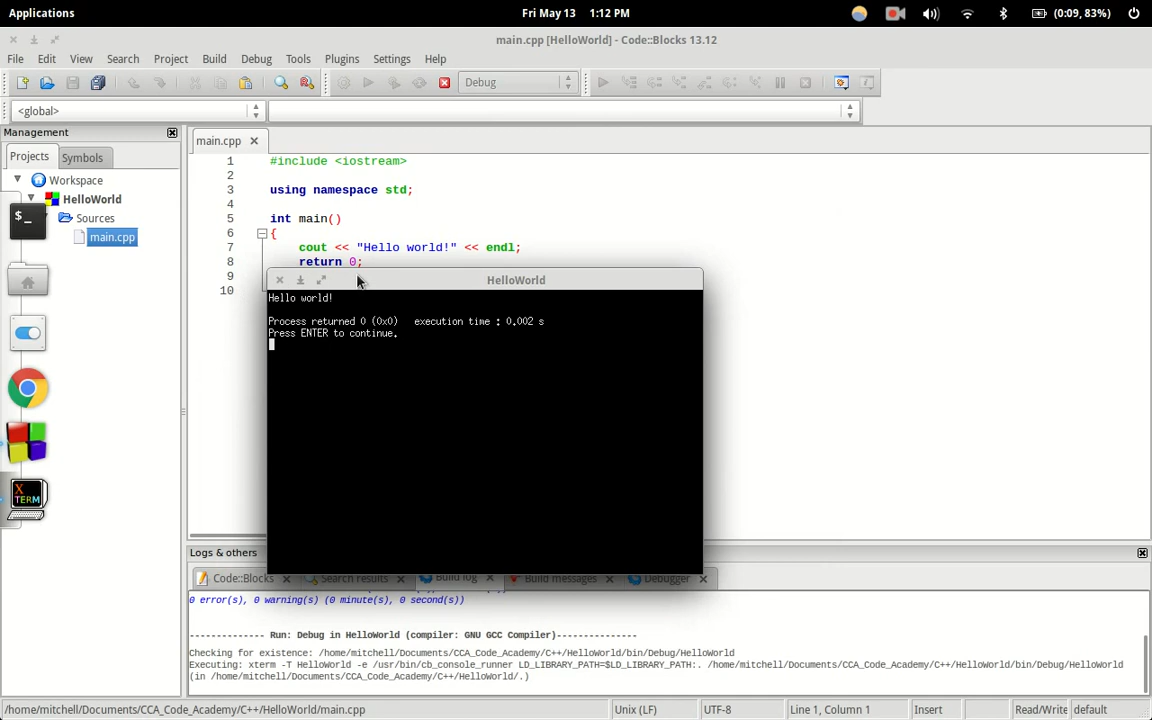 Applications
Fri May 13 1:12 PM
(0:09, 83%)
main.cpp [HelloWorld] - Code::Blocks 13.12
File Edit View Search Project Build Debug Tools Plugins Settings Help
Debug
<global>
Management
main.cpp
Projects Symbols
Workspace
HelloWorld
Sources
main.cpp
$_
X
TERM
1 #include <iostream>
2
3 using namespace std;
4
5 int main()
6 {
7 cout << "Hello world!" << endl;
8 return 0;
9
10
HelloWorld
Hello world!
Process returned 0 (0x0) execution time : 0.002 s
Press ENTER to continue.
Logs & others
Code::Blocks Search results Build log Build messages Debugger
0 error(s), 0 warning(s) (0 minute(s), 0 second(s))
------------- Run: Debug in HelloWorld (compiler: GNU GCC Compiler)---------------
Checking for existence: /home/mitchell/Documents/CCA_Code_Academy/C++/HelloWorld/bin/Debug/HelloWorld
Executing: xterm -T HelloWorld -e /usr/bin/cb_console_runner LD_LIBRARY_PATH=$LD_LIBRARY_PATH:. /home/mitchell/Documents/CCA_Code_Academy/C++/HelloWorld/bin/Debug/HelloWorld
(in /home/mitchell/Documents/CCA_Code_Academy/C++/HelloWorld/.)
/home/mitchell/Documents/CCA_Code_Academy/C++/HelloWorld/main.cpp
Unix (LF) UTF-8 Line 1, Column 1 Insert Read/Write default